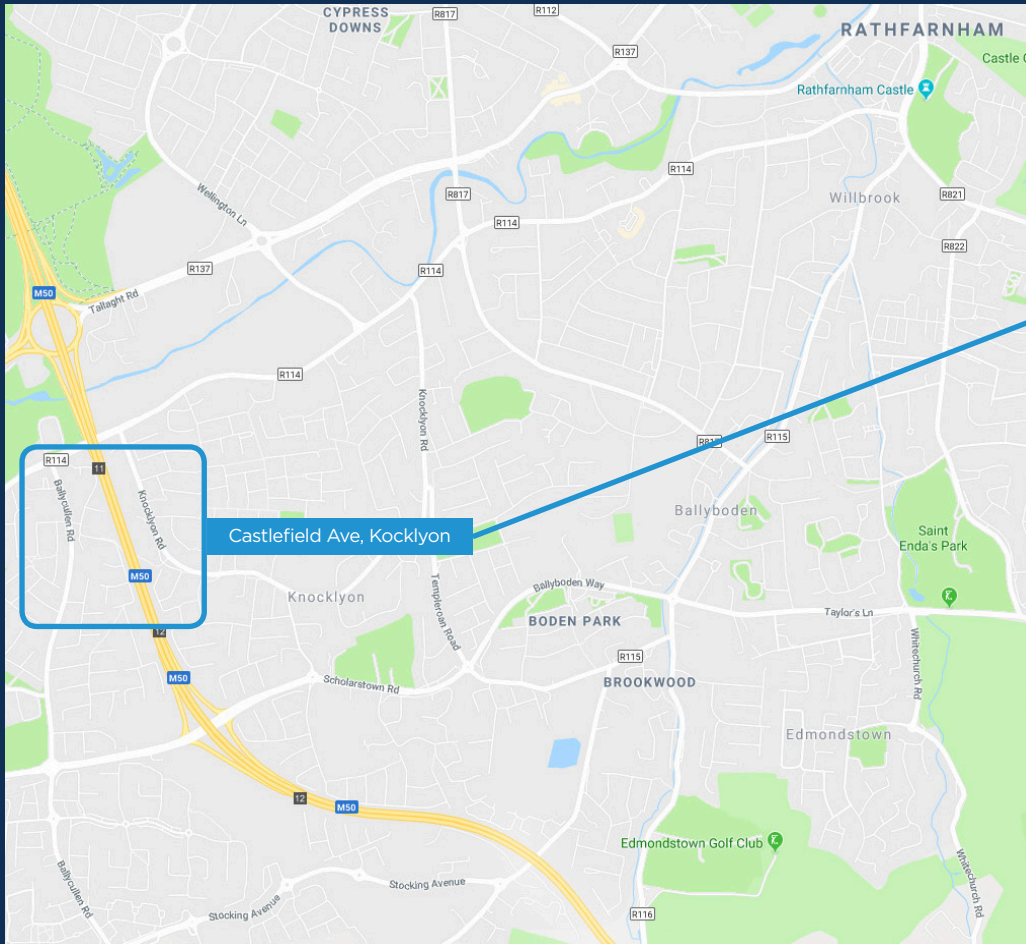 CYPRESS
DOWNS
R817
R112
RATHFARNHAM
R137
Castle
Rathfarnham Castle
R114
Wellington Ln
R817
Willbrook
R821
R114
R822
R137
R114
M50
Tallaght Rd
R114
Knocklyon Rd
R115
R114
11
Ballycullen Rd
Knocklyon Rd
Ballyboden
Castlefield Ave, Kocklyon
Saint
Enda's Park
M50
Knocklyon
Templeroan Road
Ballyboden Way
Taylor's Ln
BODEN PARK
12
R115
Whitechurch Rd
M50
Scholarstown Rd
BROOKWOOD
Edmondstown
12
M50
Edmondstown Golf Club
Ballycullen Rd
Stocking Avenue
Stocking Avenue
Whitechurch Rd
R116